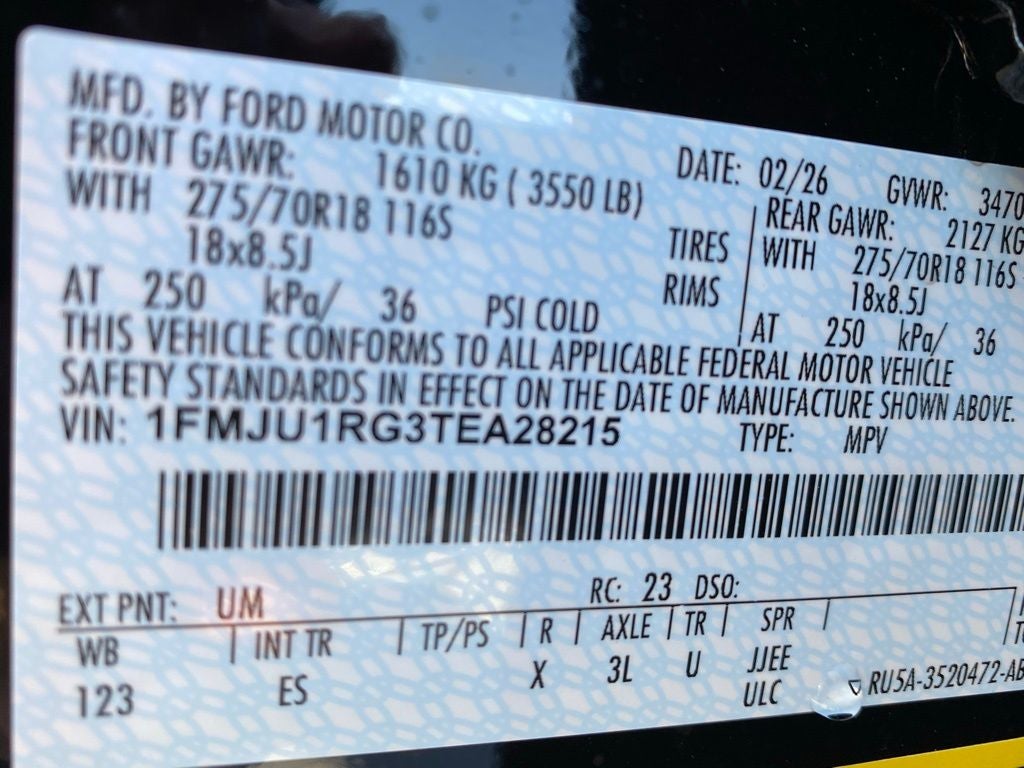 MFD. BY FORD MOTOR CO.
DATE: 02/26 GVWR: 3470
FRONT GAWR: 1610 KG ( 3550 LB) REAR GAWR: 2127 KG
WITH 275/70R18 116S TIRES WITH 275/70R18 116S
18x8.5J RIMS 18x8.5J
AT 250 kPa/ 36 PSI COLD AT 250 kPa/ 36
THIS VEHICLE CONFORMS TO ALL APPLICABLE FEDERAL MOTOR VEHICLE
SAFETY STANDARDS IN EFFECT ON THE DATE OF MANUFACTURE SHOWN ABOVE.
VIN: 1FMJU1RG3TEA28215 TYPE: MPV
EXT PNT: UM RC: 23 DSO:
WB INT TR TP/PS R AXLE TR SPR
123 ES X 3L U JJEE
ULC RU5A-3520472-AB